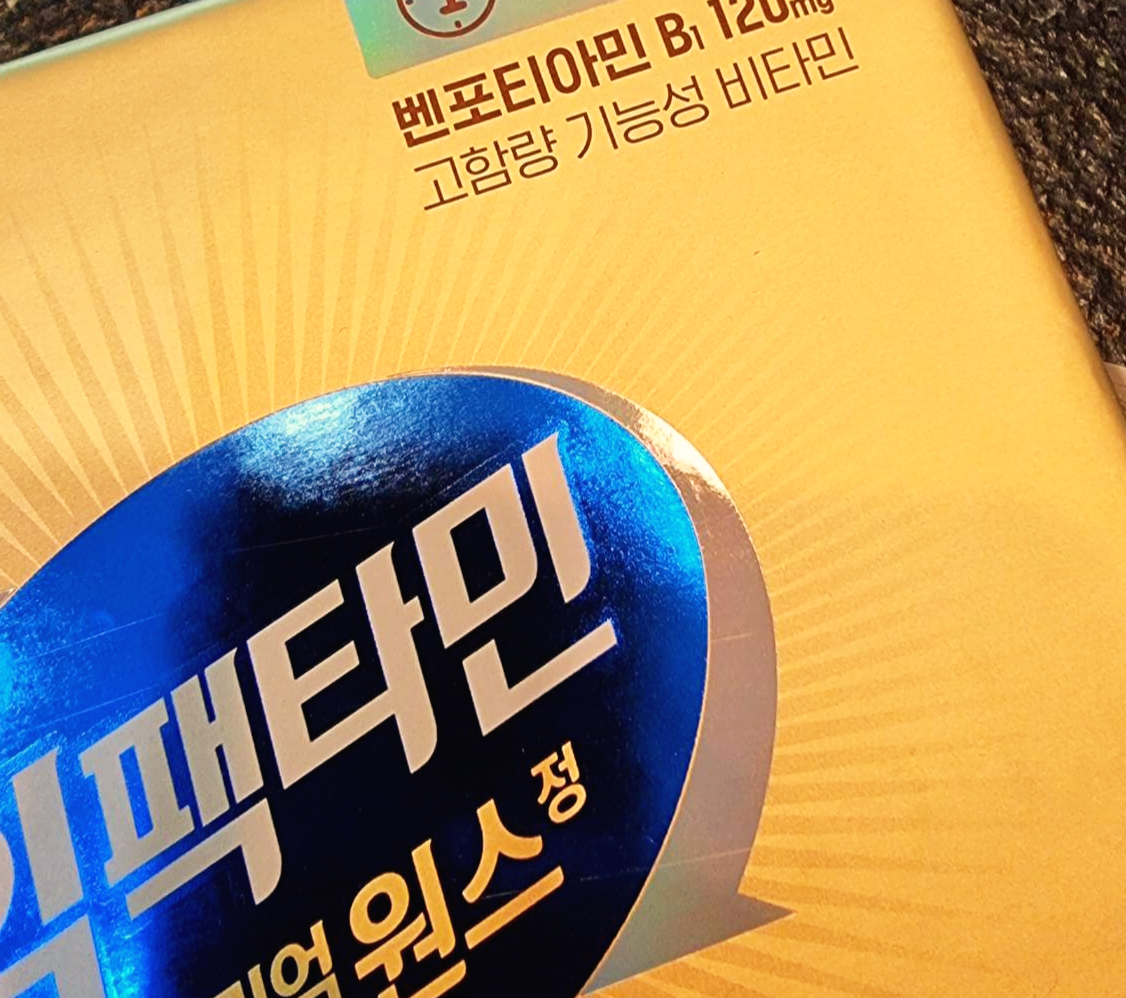 벤포티아민 B₁ 120mg
고함량 기능성 비타민
팩타민
원스정